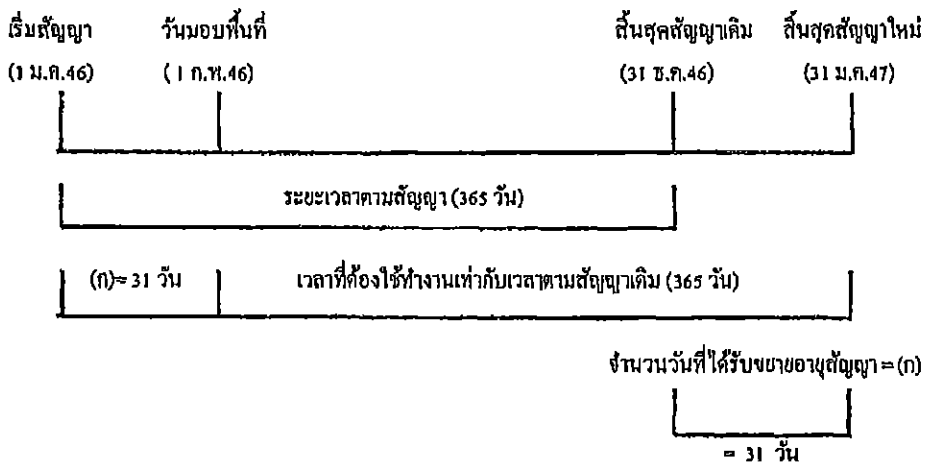 เริ่มสัญญา วันมอบพื้นที่ สิ้นสุดสัญญาเดิม สิ้นสุดสัญญาใหม่
(1 ม.ค.46) (1 ก.พ.46) (31 ธ.ค.46) (31 ม.ค.47)
ระยะเวลาตามสัญญา (365 วัน)
(ก)= 31 วัน เวลาที่ต้องใช้ทำงานเท่ากับเวลาตามสัญญาเดิม (365 วัน)
จำนวนวันที่ได้รับขยายอายุสัญญา = (ก)
= 31 วัน